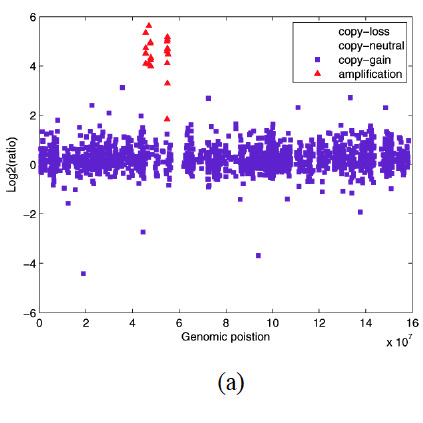 6
4
2
0
−2
−4
−6
Log2(ratio)
copy−loss
copy−neutral
copy−gain
amplification
0 2 4 6 8 10 12 14 16
Genomic postion
x 10^7
(a)